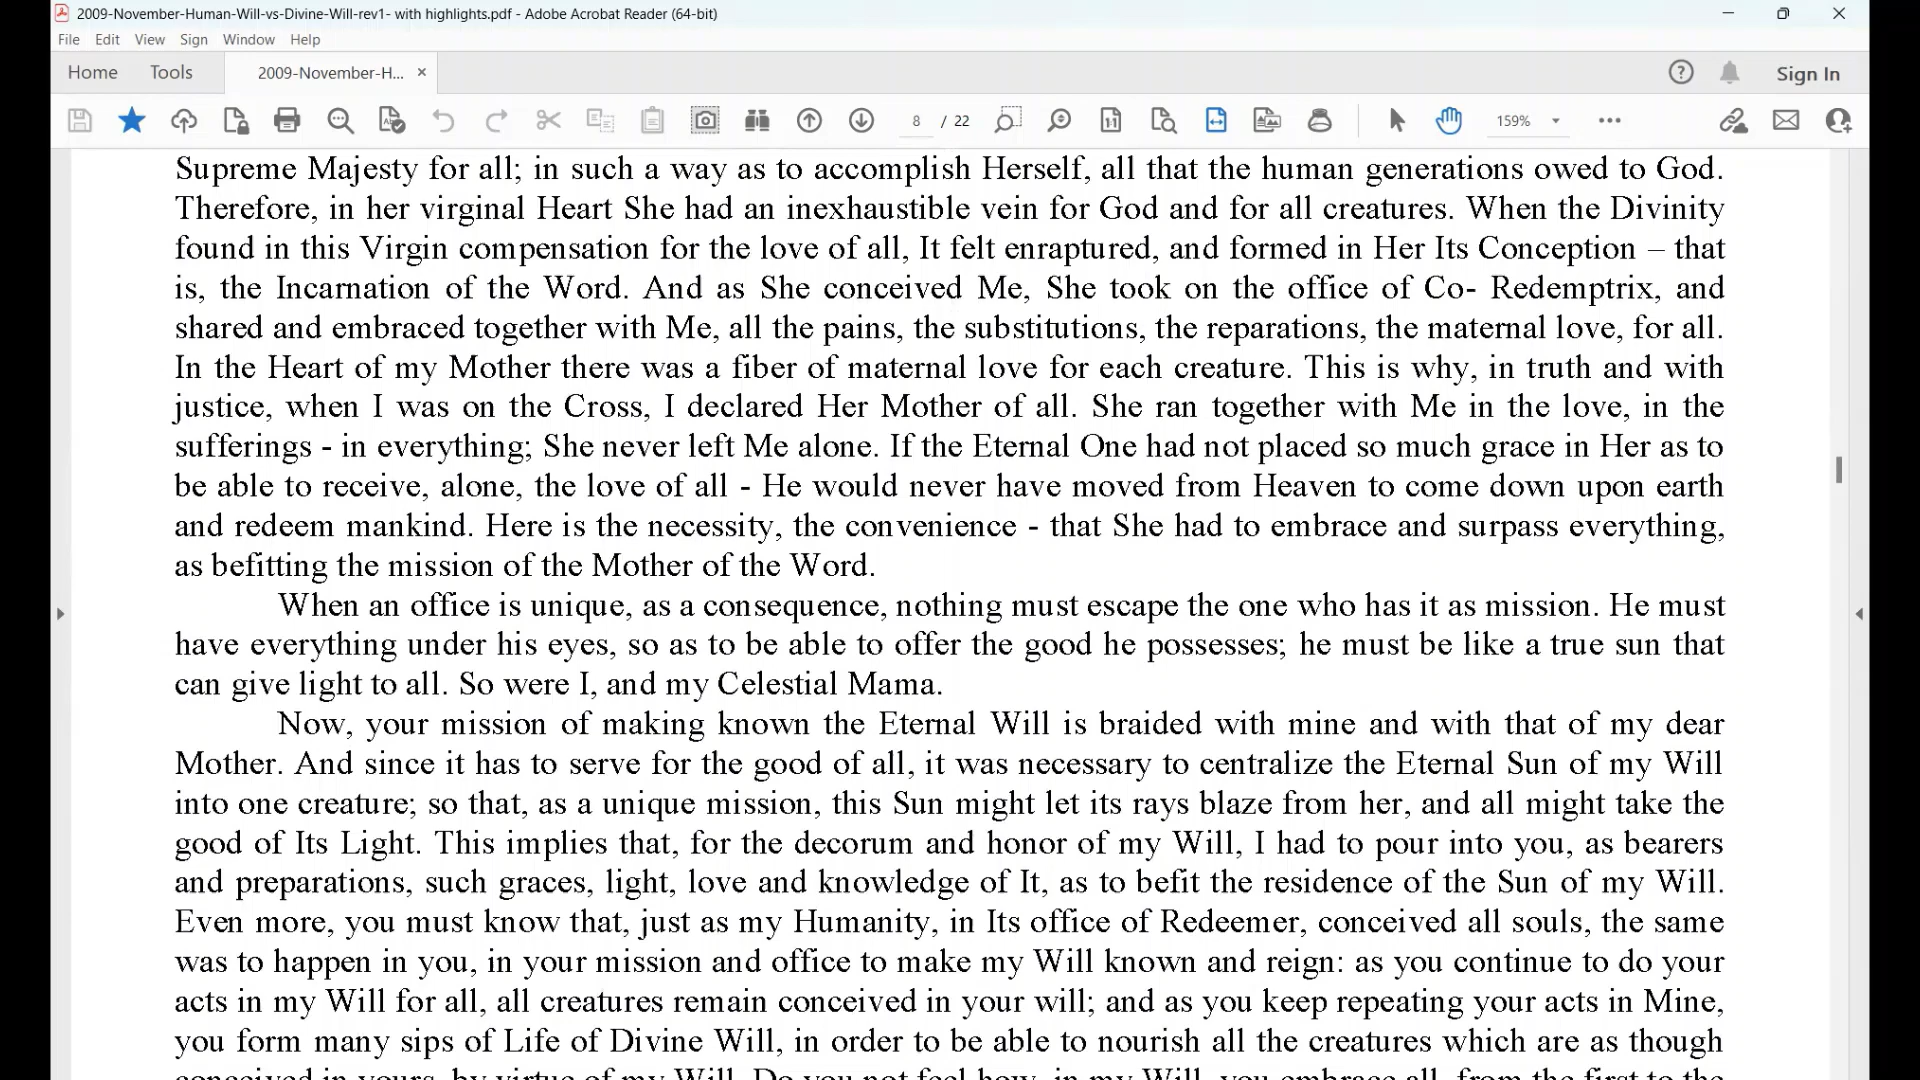 2009-November-Human-Will-vs-Divine-Will-rev1- with highlights.pdf - Adobe Acrobat Reader (64-bit)
File Edit View Sign Window Help
Home Tools 2009-November-H... × Sign In
8 / 22 159%
Supreme Majesty for all; in such a way as to accomplish Herself, all that the human generations owed to God.
Therefore, in her virginal Heart She had an inexhaustible vein for God and for all creatures. When the Divinity
found in this Virgin compensation for the love of all, It felt enraptured, and formed in Her Its Conception – that
is, the Incarnation of the Word. And as She conceived Me, She took on the office of Co- Redemptrix, and
shared and embraced together with Me, all the pains, the substitutions, the reparations, the maternal love, for all.
In the Heart of my Mother there was a fiber of maternal love for each creature. This is why, in truth and with
justice, when I was on the Cross, I declared Her Mother of all. She ran together with Me in the love, in the
sufferings - in everything; She never left Me alone. If the Eternal One had not placed so much grace in Her as to
be able to receive, alone, the love of all - He would never have moved from Heaven to come down upon earth
and redeem mankind. Here is the necessity, the convenience - that She had to embrace and surpass everything,
as befitting the mission of the Mother of the Word.
When an office is unique, as a consequence, nothing must escape the one who has it as mission. He must
have everything under his eyes, so as to be able to offer the good he possesses; he must be like a true sun that
can give light to all. So were I, and my Celestial Mama.
Now, your mission of making known the Eternal Will is braided with mine and with that of my dear
Mother. And since it has to serve for the good of all, it was necessary to centralize the Eternal Sun of my Will
into one creature; so that, as a unique mission, this Sun might let its rays blaze from her, and all might take the
good of Its Light. This implies that, for the decorum and honor of my Will, I had to pour into you, as bearers
and preparations, such graces, light, love and knowledge of It, as to befit the residence of the Sun of my Will.
Even more, you must know that, just as my Humanity, in Its office of Redeemer, conceived all souls, the same
was to happen in you, in your mission and office to make my Will known and reign: as you continue to do your
acts in my Will for all, all creatures remain conceived in your will; and as you keep repeating your acts in Mine,
you form many sips of Life of Divine Will, in order to be able to nourish all the creatures which are as though
conceived in yours, by virtue of my Will. Do you not feel how, in my Will, you embrace all, from the first to the